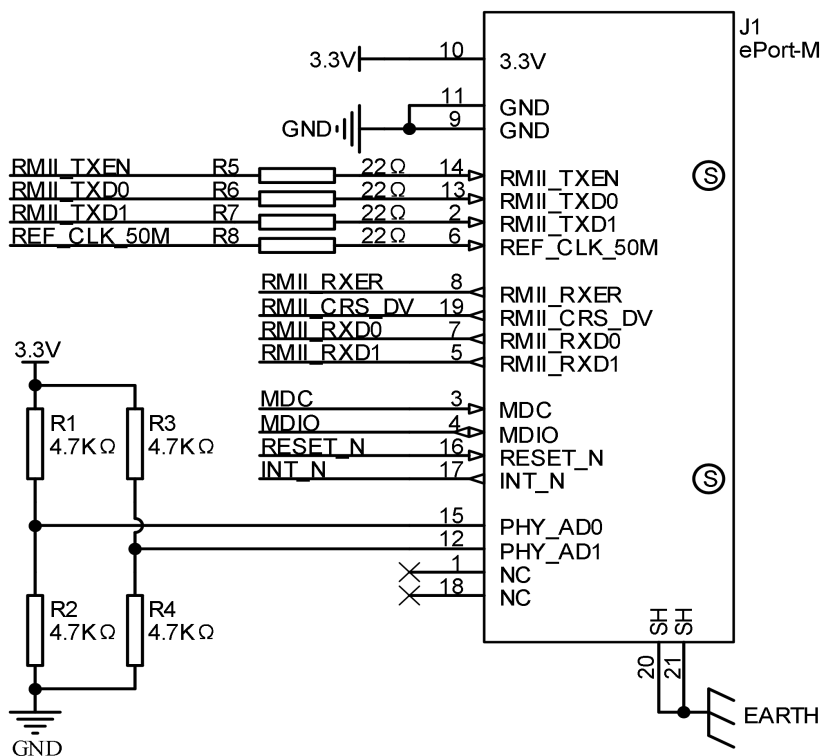 J1
ePort-M
3.3V 10 3.3V
11 GND
GND 9 GND
RMII_TXEN R5 22Ω 14 RMII_TXEN
RMII_TXD0 R6 22Ω 13 RMII_TXD0
RMII_TXD1 R7 22Ω 2 RMII_TXD1
REF_CLK_50M R8 22Ω 6 REF_CLK_50M
RMII_RXER 8 RMII_RXER
RMII_CRS_DV 19 RMII_CRS_DV
RMII_RXD0 7 RMII_RXD0
RMII_RXD1 5 RMII_RXD1
MDC 3 MDC
MDIO 4 MDIO
RESET_N 16 RESET_N
INT_N 17 INT_N
15 PHY_AD0
12 PHY_AD1
1 NC
18 NC
S
S
3.3V
R1 4.7KΩ
R3 4.7KΩ
R2 4.7KΩ
R4 4.7KΩ
GND
SH SH
20 21
EARTH